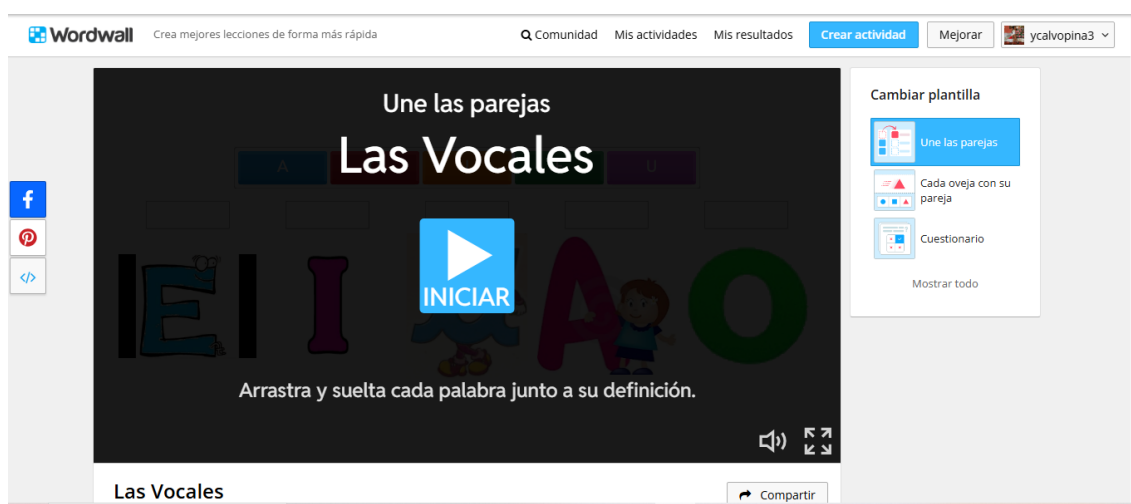 Wordwall Crea mejores lecciones de forma más rápida Comunidad Mis actividades Mis resultados Crear actividad Mejorar ycalvopina3
Une las parejas
Las Vocales
A U
INICIAR
E I A O
Arrastra y suelta cada palabra junto a su definición.
Las Vocales
Compartir
Cambiar plantilla
Une las parejas
Cada oveja con su
pareja
Cuestionario
Mostrar todo